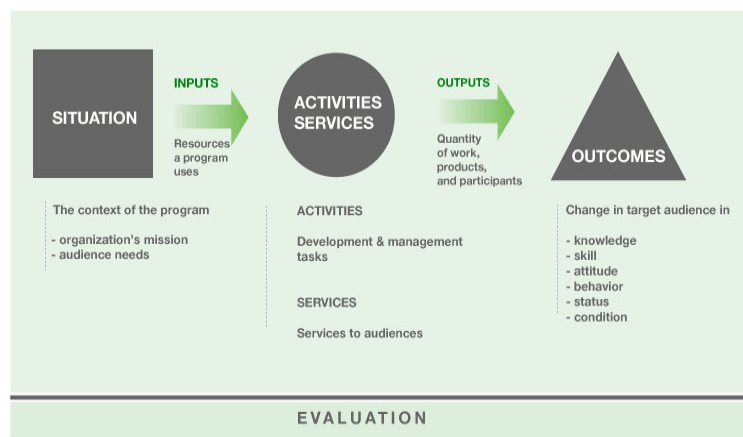 SITUATION
The context of the program
- organization's mission
- audience needs
INPUTS
Resources
a program
uses
ACTIVITIES
SERVICES
ACTIVITIES
Development & management
tasks
SERVICES
Services to audiences
OUTPUTS
Quantity
of work,
products,
and participants
OUTCOMES
Change in target audience in
- knowledge
- skill
- attitude
- behavior
- status
- condition
EVALUATION